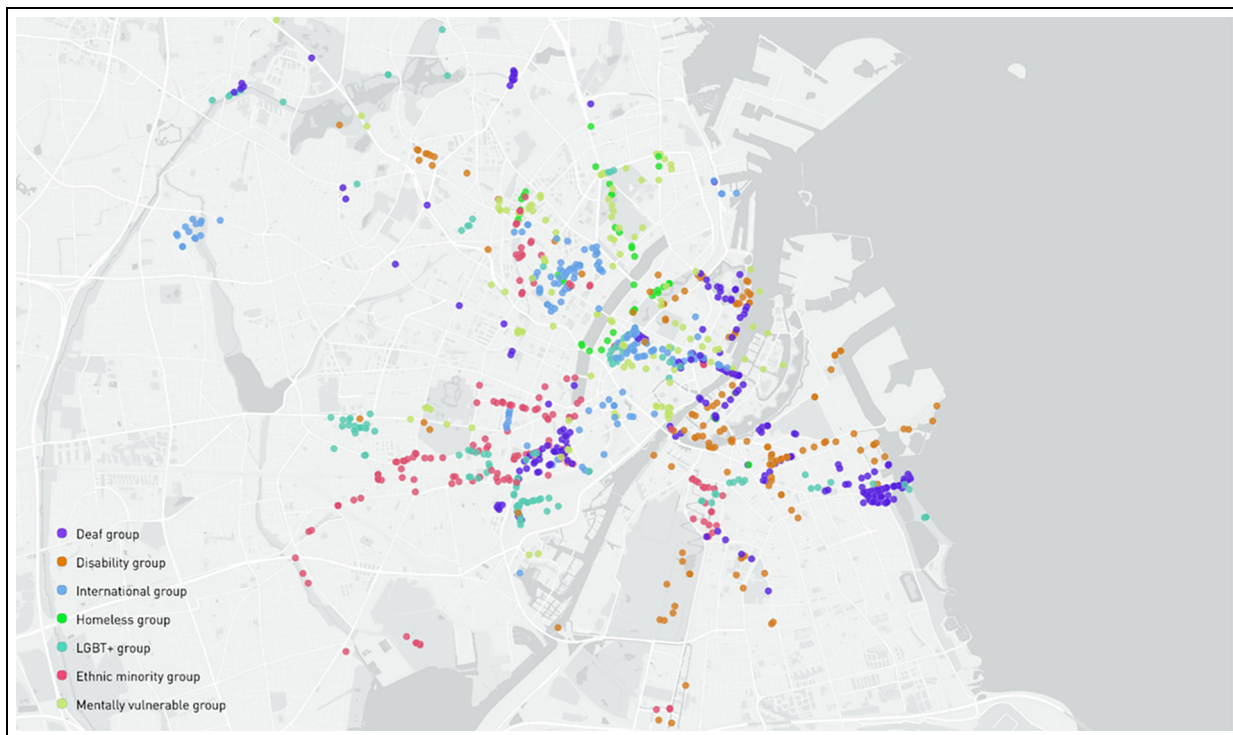 Deaf group
Disability group
International group
Homeless group
LGBT+ group
Ethnic minority group
Mentally vulnerable group